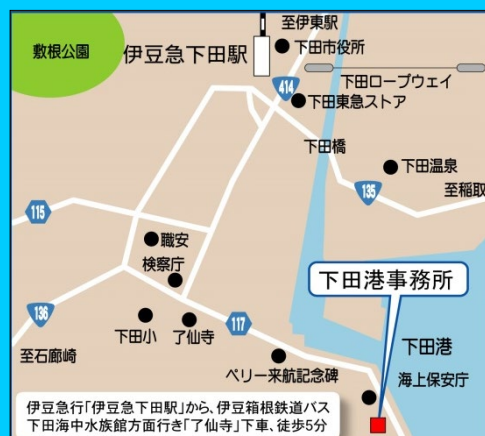 至伊東駅
敷根公園
伊豆急下田駅
下田市役所
下田ロープウェイ
414
下田東急ストア
下田橋
下田温泉
135
至稲取
115
職安
検察庁
下田港事務所
136
下田小
了仙寺
117
至石廊崎
ペリー来航記念碑
下田港
海上保安庁
伊豆急行「伊豆急下田駅」から、伊豆箱根鉄道バス
下田海中水族館方面行き「了仙寺」下車、徒歩5分